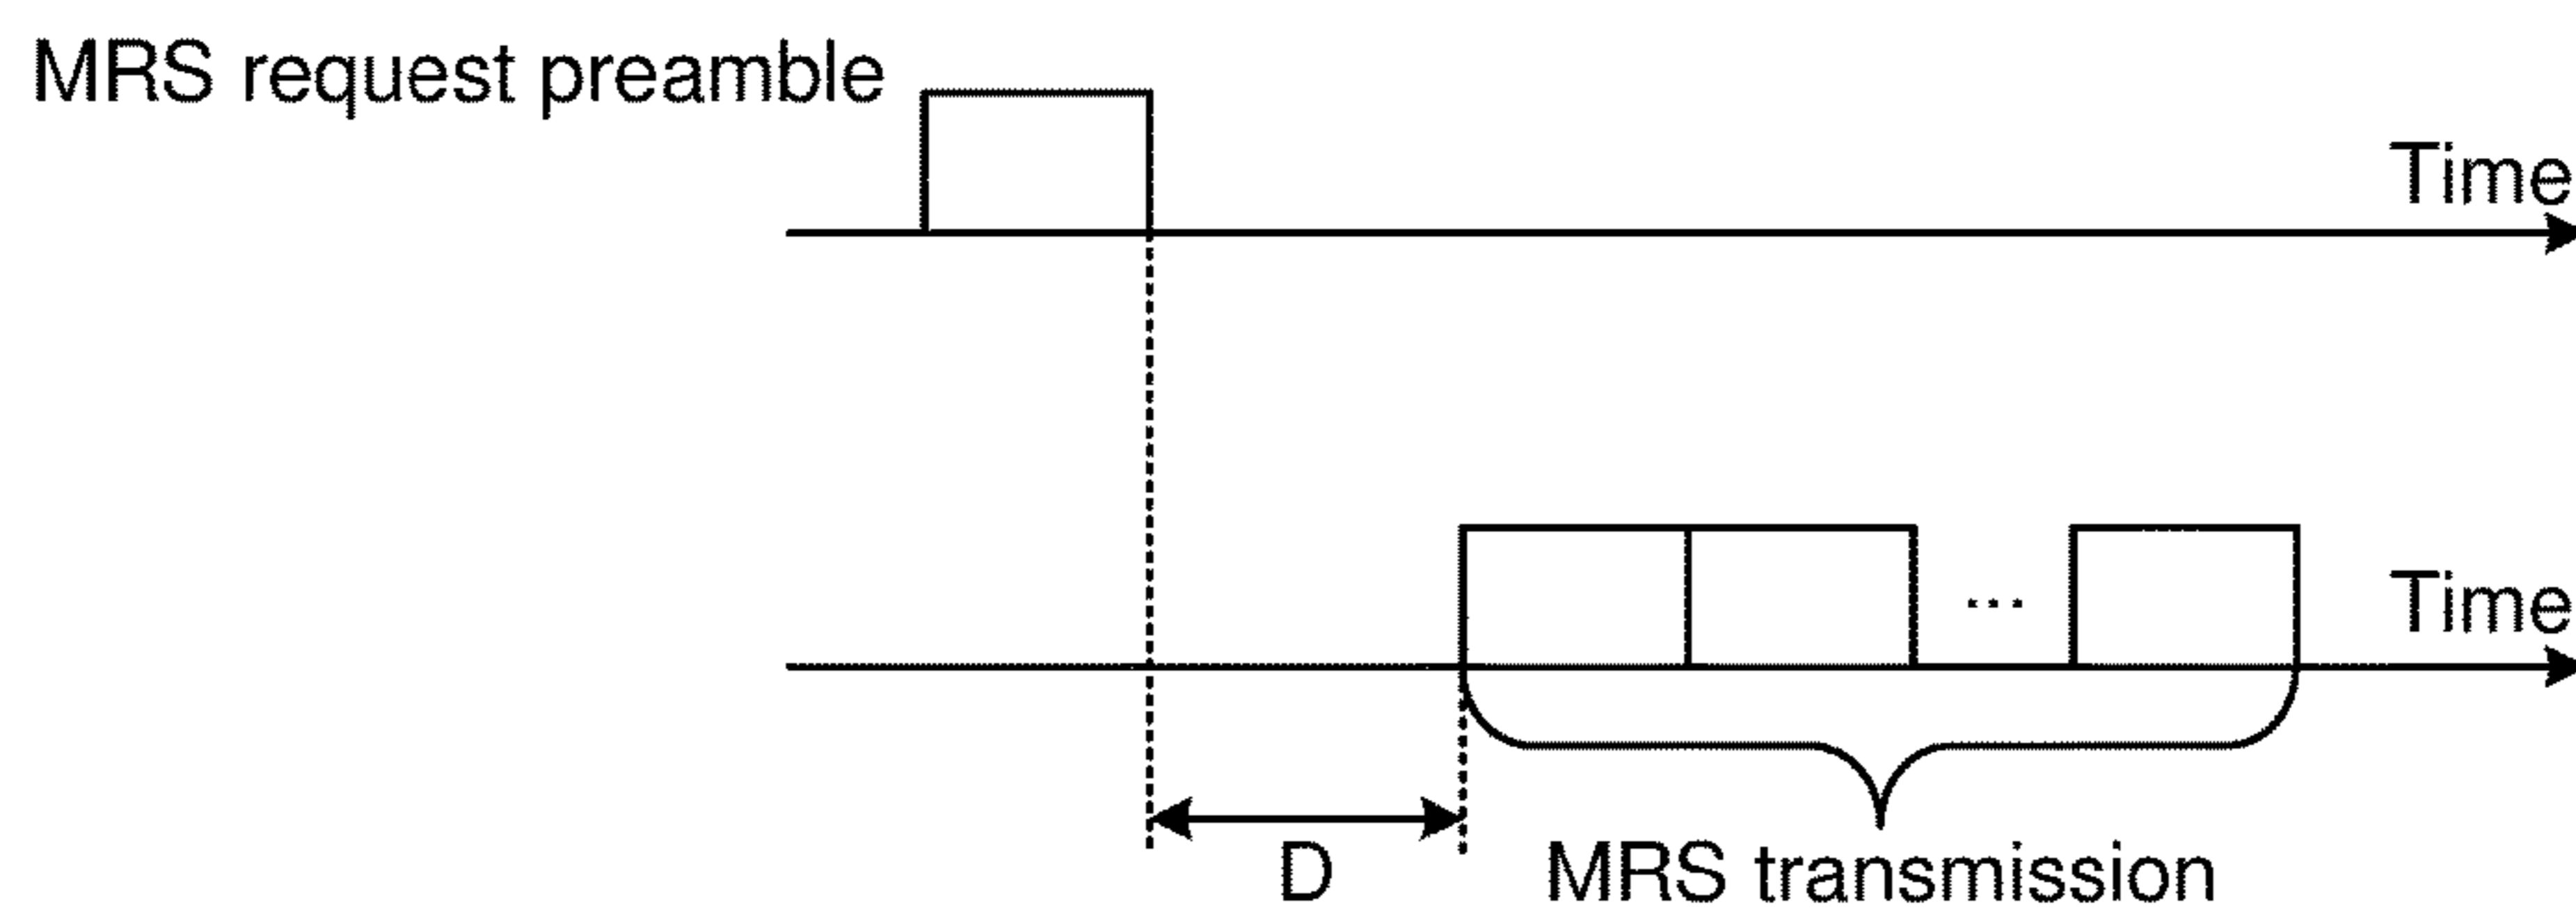 MRS request preamble
Time
...
Time
D
MRS transmission